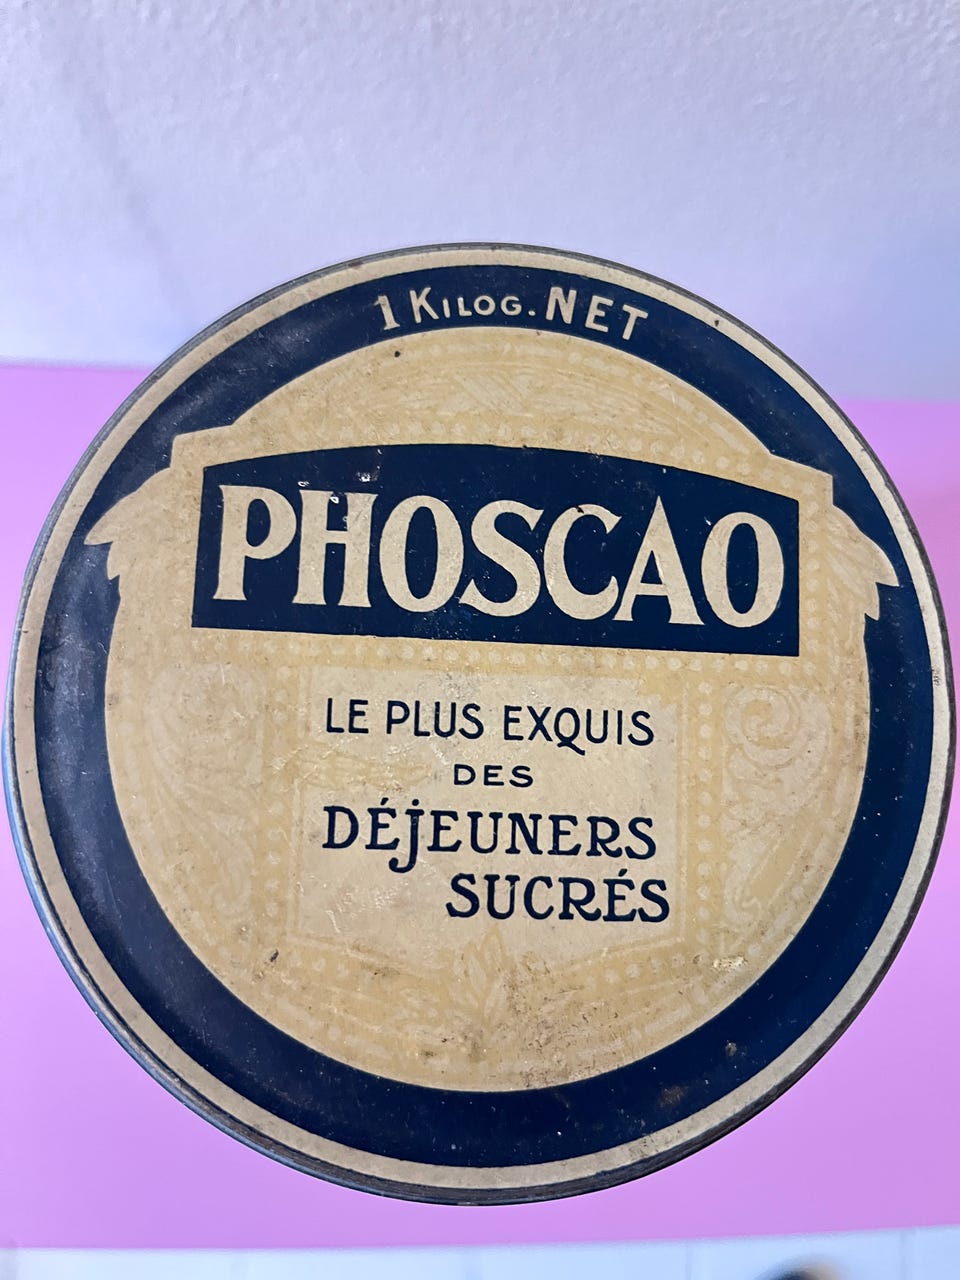 1 KILOG. NET
PHOSCAO
LE PLUS EXQUIS
DES
DÉjEUNERS
SUCRÉS